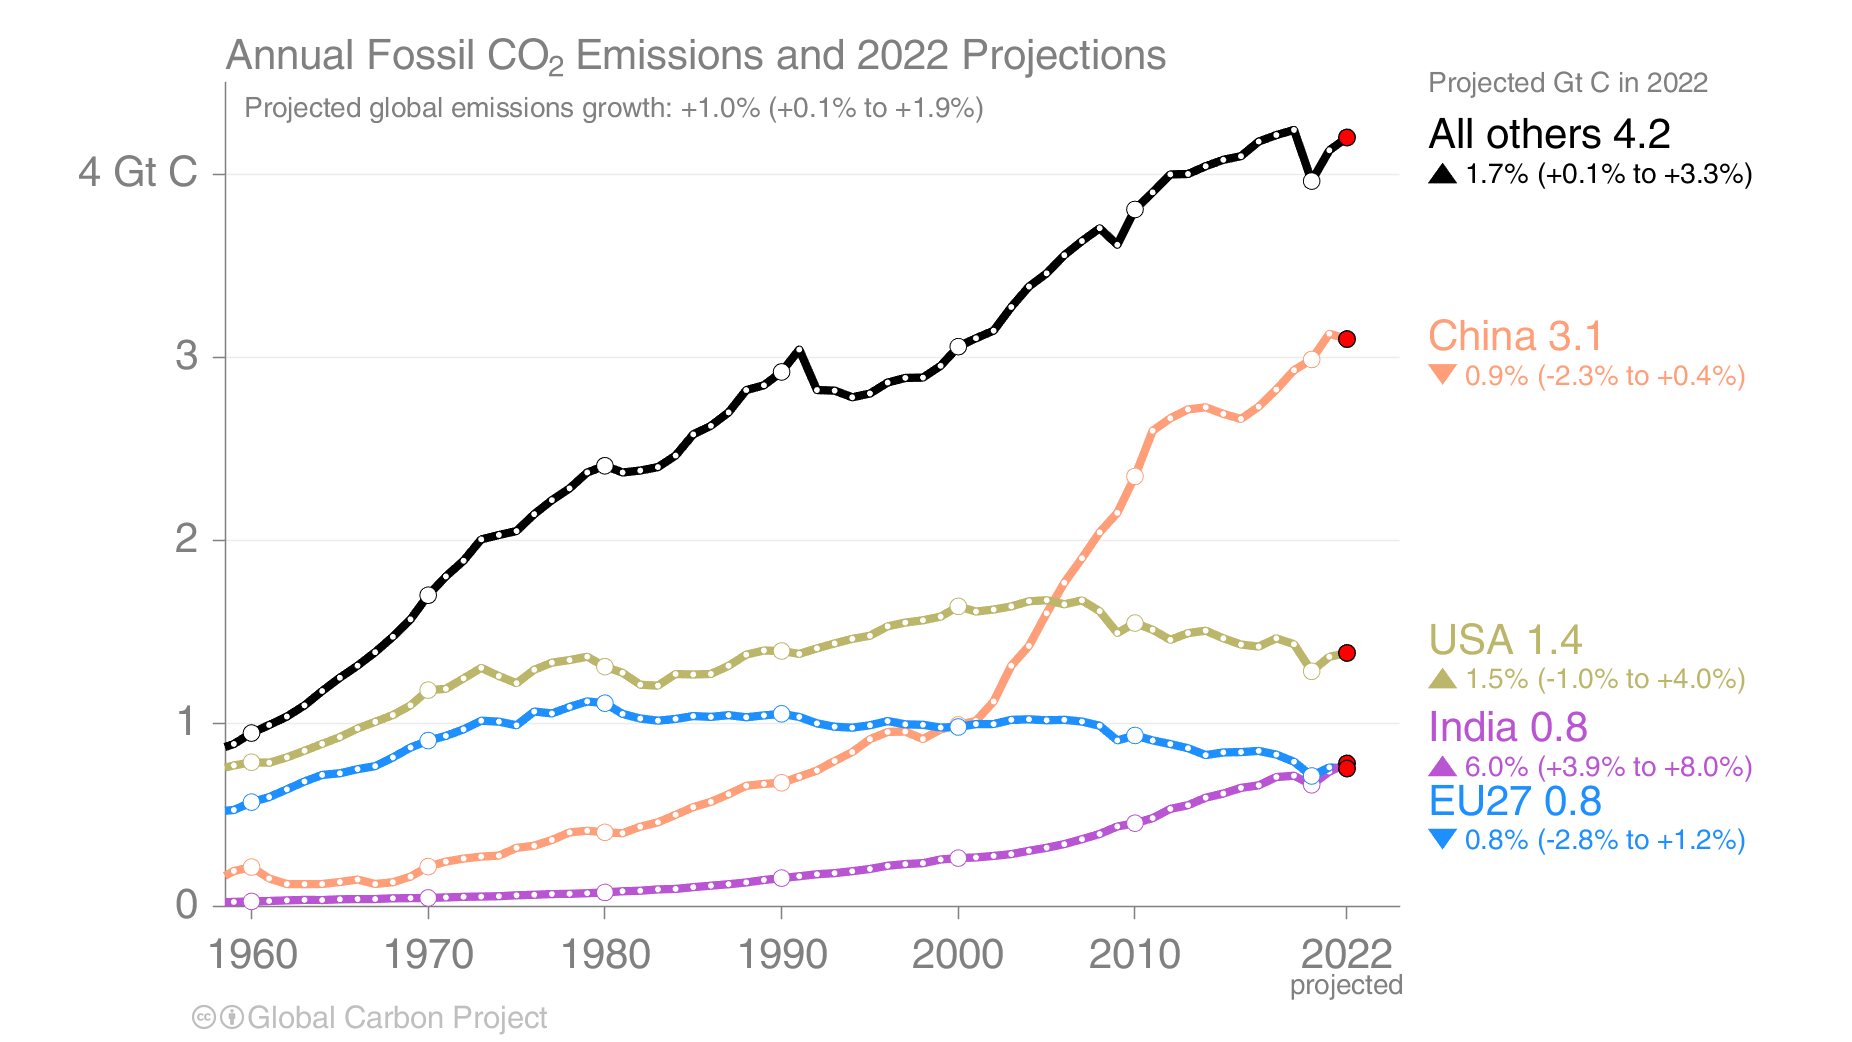 Annual Fossil CO₂ Emissions and 2022 Projections
Projected global emissions growth: +1.0% (+0.1% to +1.9%)
Projected Gt C in 2022
All others 4.2
▲ 1.7% (+0.1% to +3.3%)
China 3.1
▼ 0.9% (-2.3% to +0.4%)
USA 1.4
▲ 1.5% (-1.0% to +4.0%)
India 0.8
▲ 6.0% (+3.9% to +8.0%)
EU27 0.8
▼ 0.8% (-2.8% to +1.2%)
4 Gt C
3
2
1
0
1960 1970 1980 1990 2000 2010 2022
projected
cc Global Carbon Project